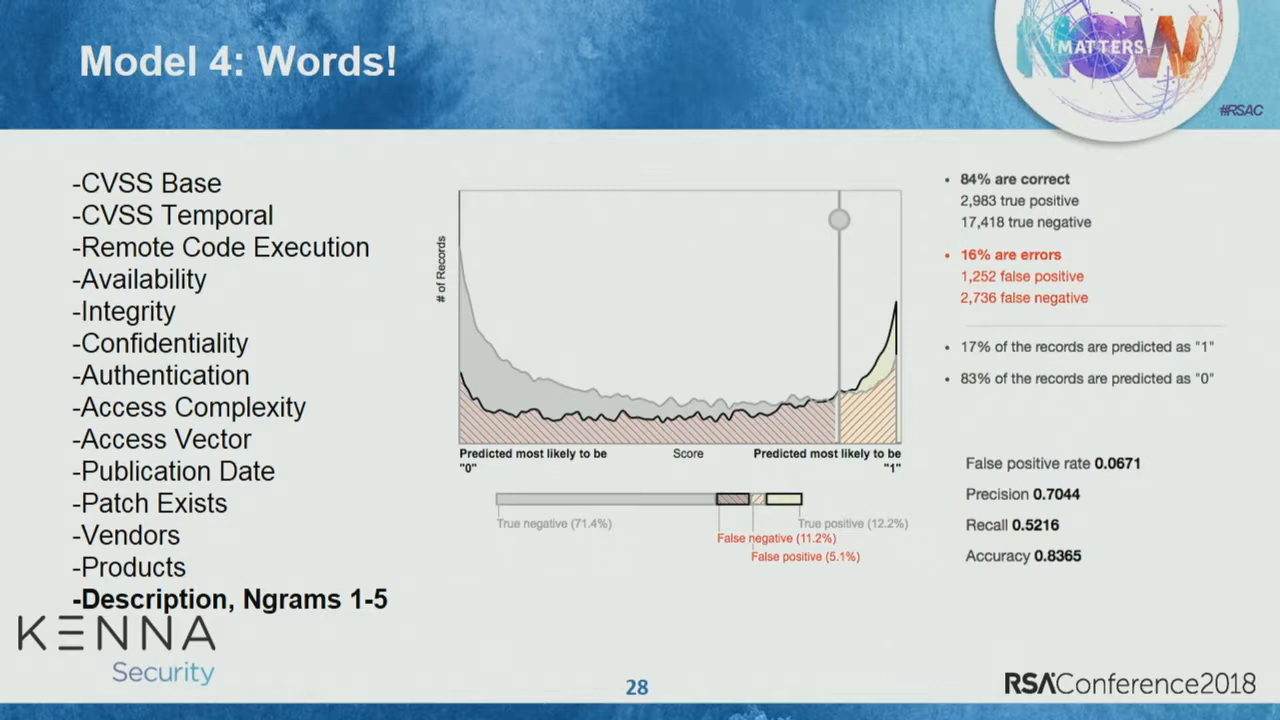 Model 4: Words!
NOW
MATTERS
#RSAC
-CVSS Base
-CVSS Temporal
-Remote Code Execution
-Availability
-Integrity
-Confidentiality
-Authentication
-Access Complexity
-Access Vector
-Publication Date
-Patch Exists
-Vendors
-Products
-Description, Ngrams 1-5
# of Records
Predicted most likely to be "0"
Score
Predicted most likely to be "1"
True negative (71.4%)
True positive (12.2%)
False negative (11.2%)
False positive (5.1%)
• 84% are correct
2,983 true positive
17,418 true negative
• 16% are errors
1,252 false positive
2,736 false negative
• 17% of the records are predicted as "1"
• 83% of the records are predicted as "0"
False positive rate 0.0671
Precision 0.7044
Recall 0.5216
Accuracy 0.8365
KENNA
Security
28
RSAConference2018